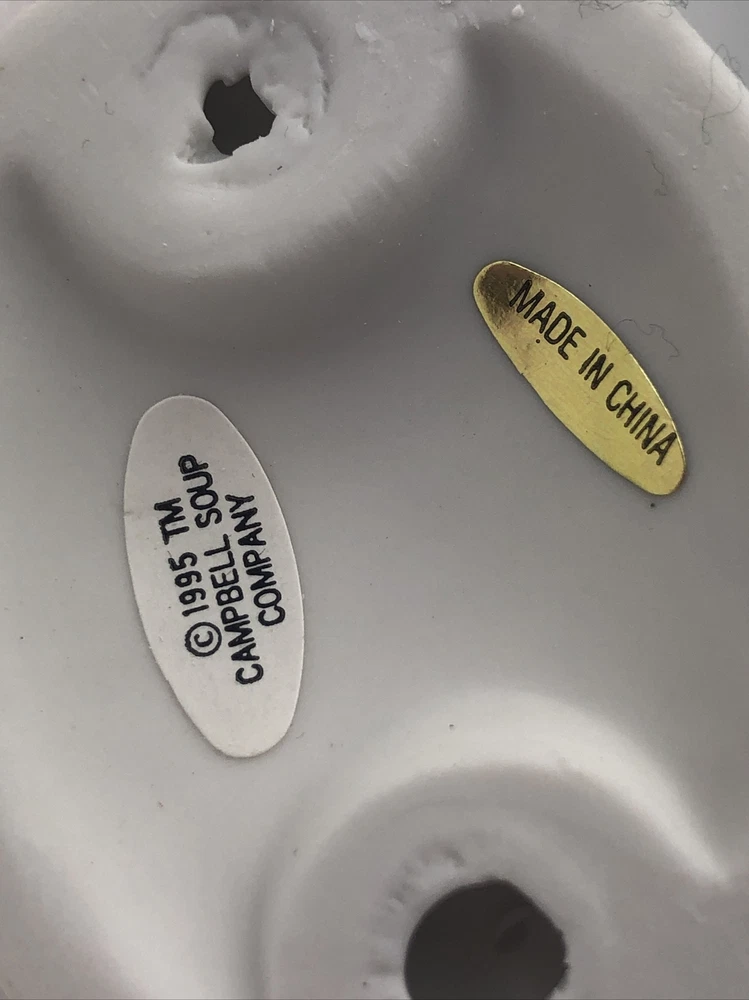 © 1995 TM
CAMPBELL SOUP
COMPANY
MADE IN CHINA